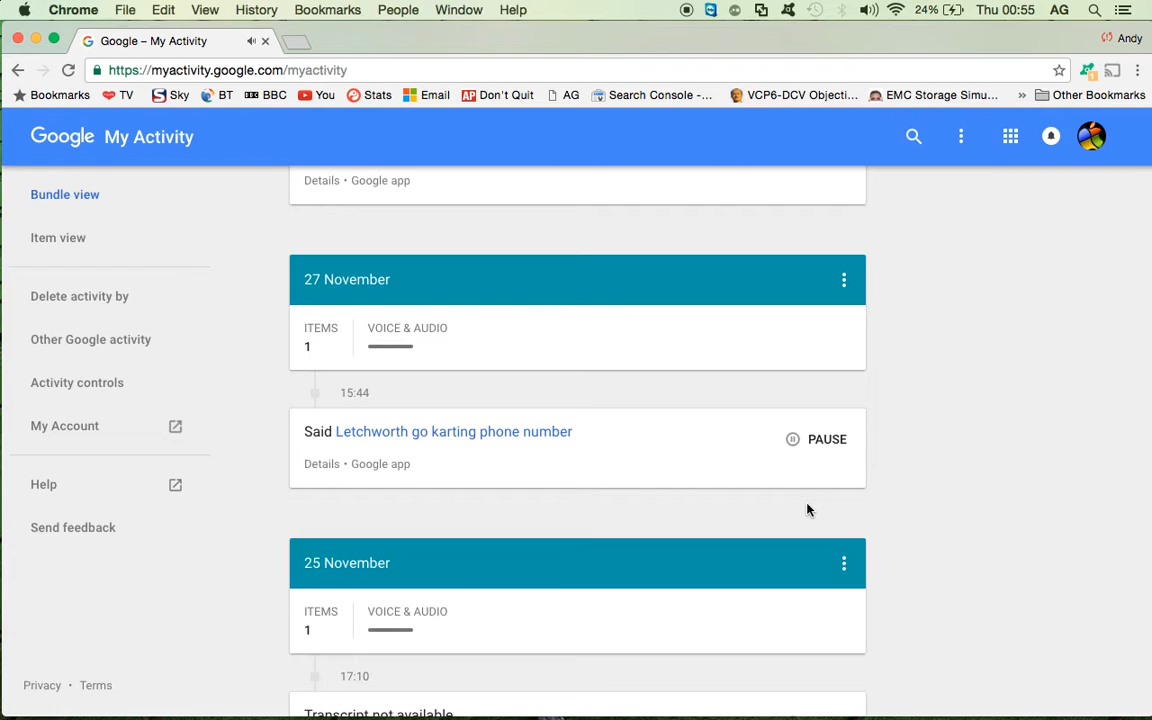 Chrome File Edit View History Bookmarks People Window Help 24% Thu 00:55 AG
Google – My Activity Andy
https://myactivity.google.com/myactivity
Bookmarks TV Sky BT BBC You Stats Email Don't Quit AG Search Console -... VCP6-DCV Objecti... EMC Storage Simu... » Other Bookmarks
Google My Activity
Details • Google app
Bundle view
Item view
Delete activity by
Other Google activity
Activity controls
My Account
Help
Send feedback
27 November
ITEMS VOICE & AUDIO
1
15:44
Said Letchworth go karting phone number
PAUSE
Details • Google app
25 November
ITEMS VOICE & AUDIO
1
17:10
Transcript not available
Privacy • Terms